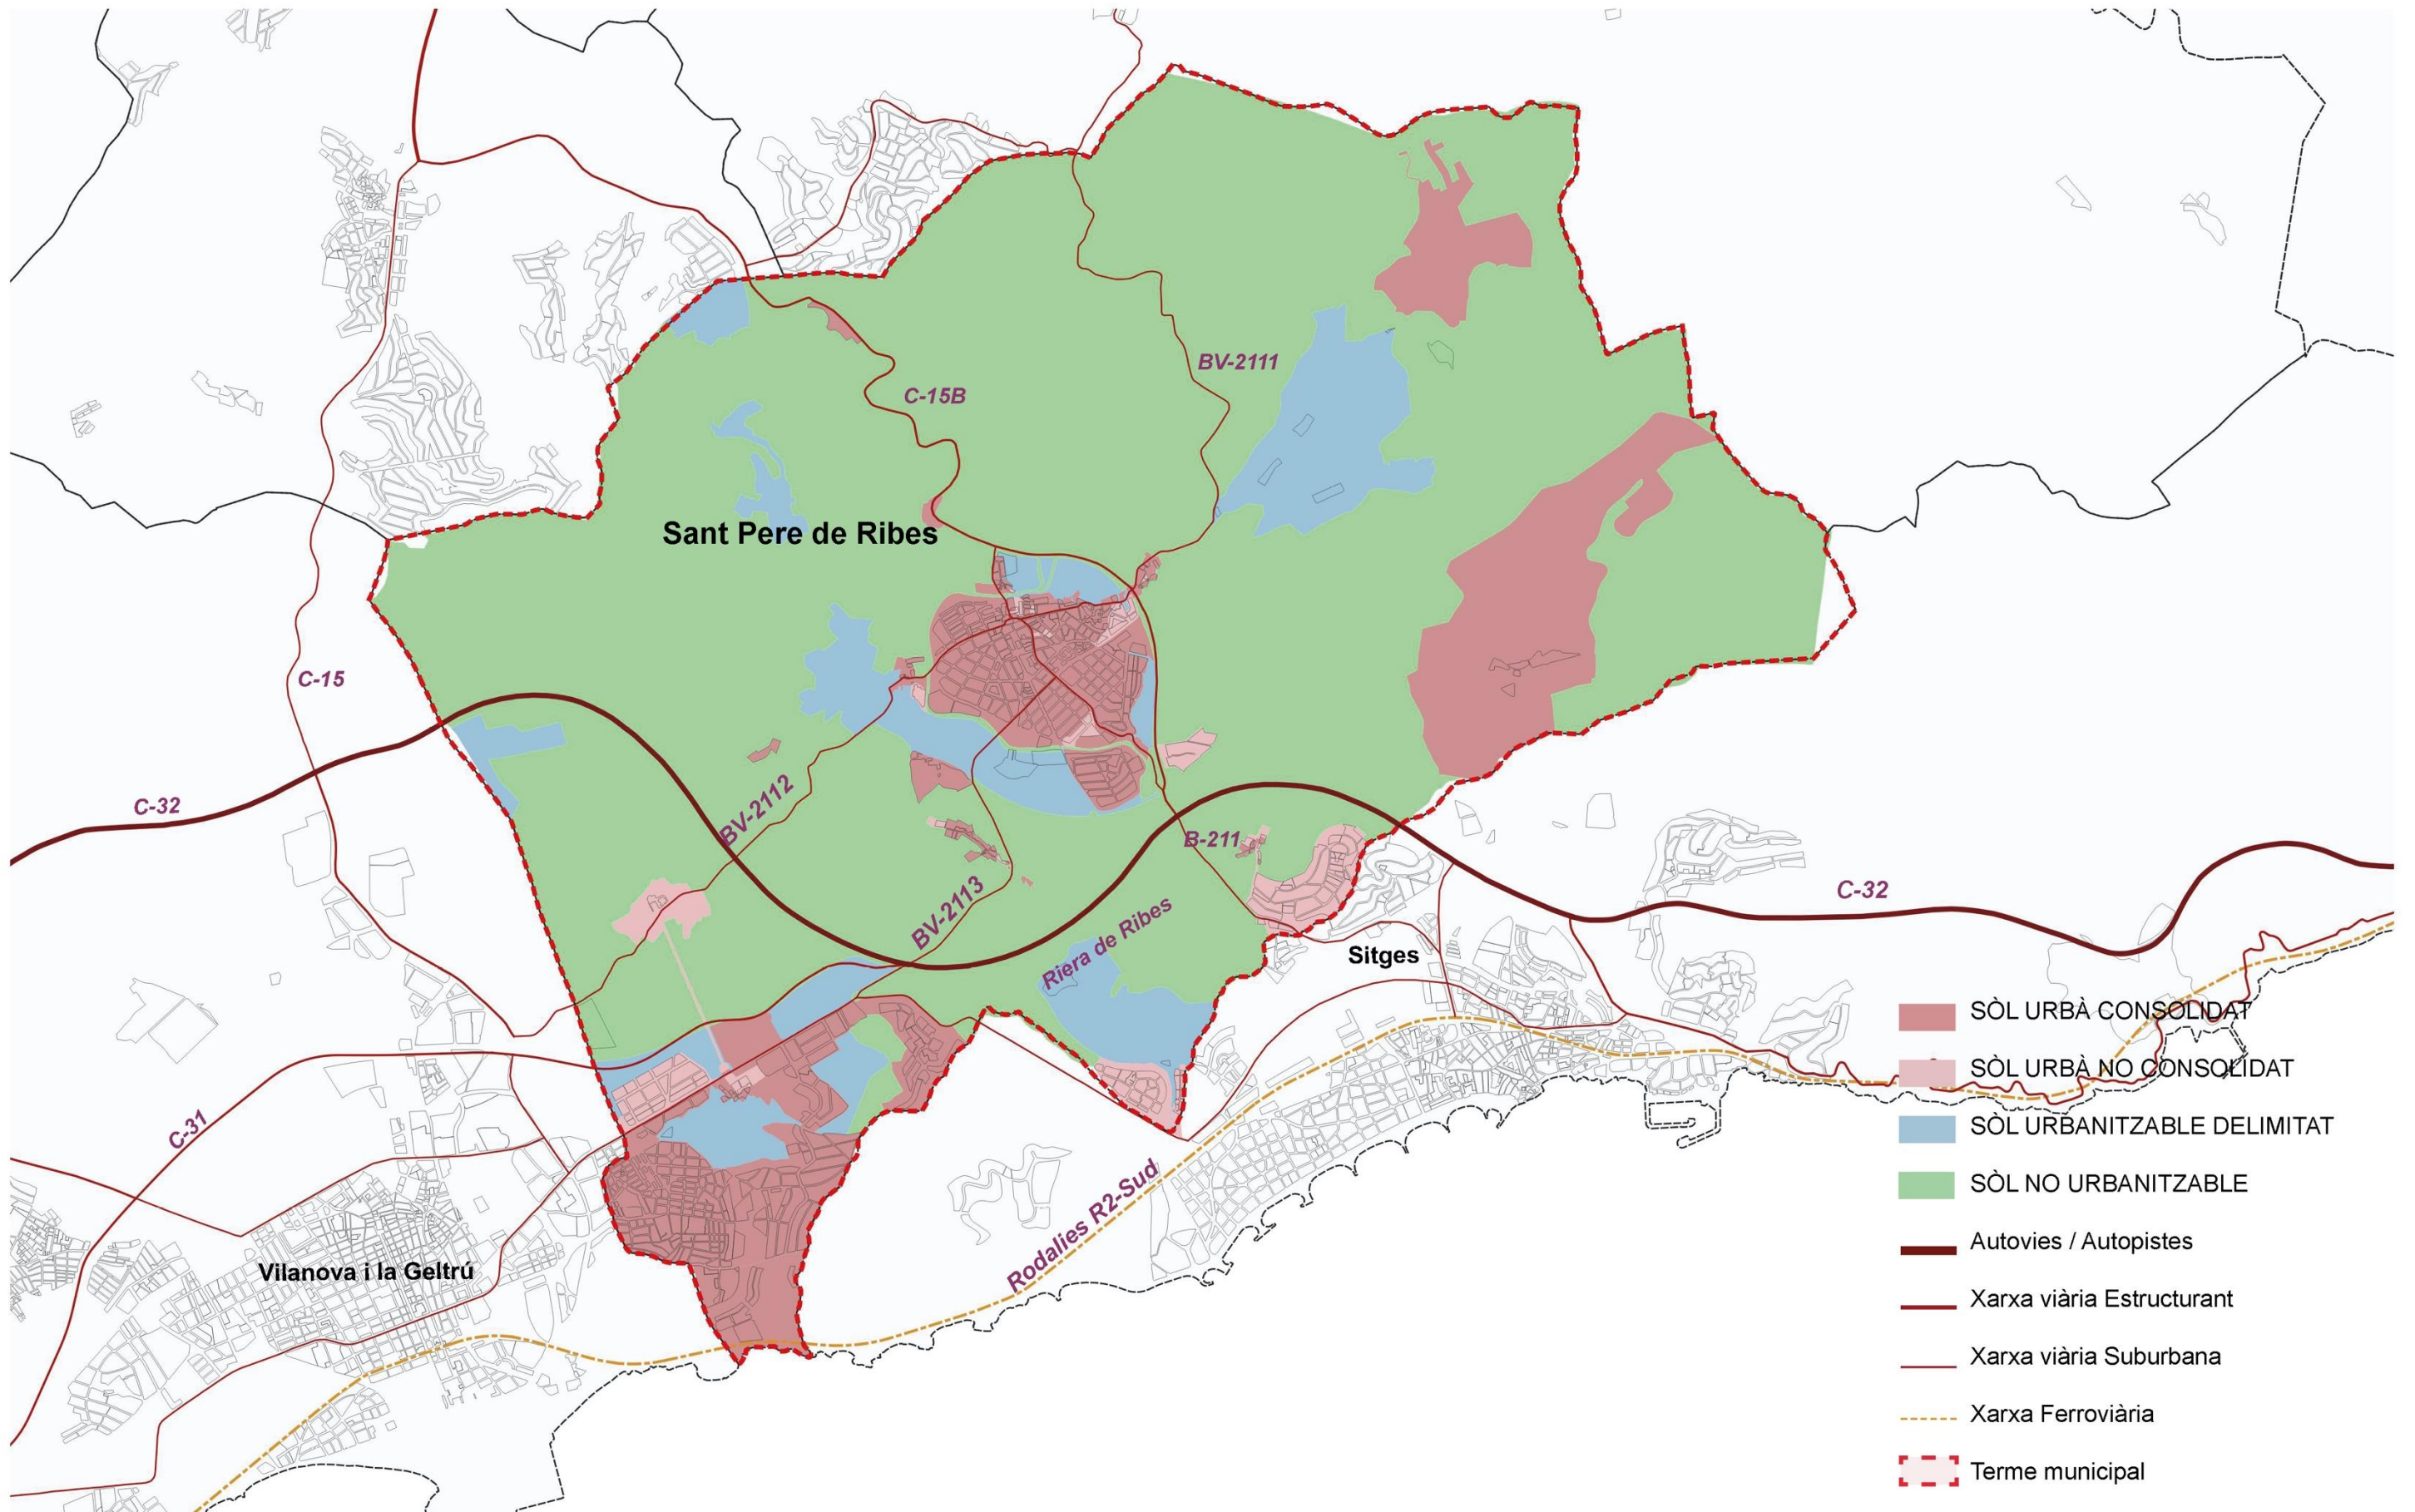 BV-2111
C-15B
Sant Pere de Ribes
C-15
C-32
BV-2112
B-211
BV-2113
C-32
Riera de Ribes
Sitges
C-31
Rodalies R2-Sud
Vilanova i la Geltrú
SÒL URBÀ CONSOLIDAT
SÒL URBÀ NO CONSOLIDAT
SÒL URBANITZABLE DELIMITAT
SÒL NO URBANITZABLE
Autovies / Autopistes
Xarxa viària Estructurant
Xarxa viària Suburbana
Xarxa Ferroviària
Terme municipal